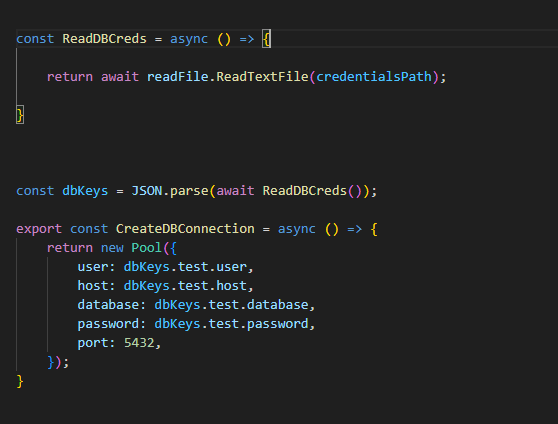 const ReadDBCreds = async () => {
return await readFile.ReadTextFile(credentialsPath);
}
const dbKeys = JSON.parse(await ReadDBCreds());
export const CreateDBConnection = async () => {
return new Pool({
user: dbKeys.test.user,
host: dbKeys.test.host,
database: dbKeys.test.database,
password: dbKeys.test.password,
port: 5432,
});
}